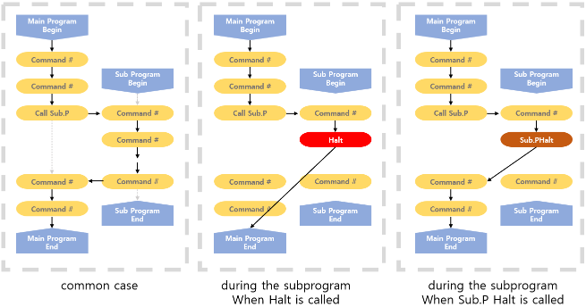 Main Program
Begin
Command #
Command #
Call Sub.P
Sub Program
Begin
Command #
Command #
Command #
Command #
Command #
Main Program
End
Sub Program
End
common case
Main Program
Begin
Command #
Command #
Call Sub.P
Sub Program
Begin
Command #
Halt
Command #
Command #
Command #
Main Program
End
Sub Program
End
during the subprogram
When Halt is called
Main Program
Begin
Command #
Command #
Call Sub.P
Sub Program
Begin
Command #
Sub.PHalt
Command #
Command #
Command #
Main Program
End
Sub Program
End
during the subprogram
When Sub.P Halt is called